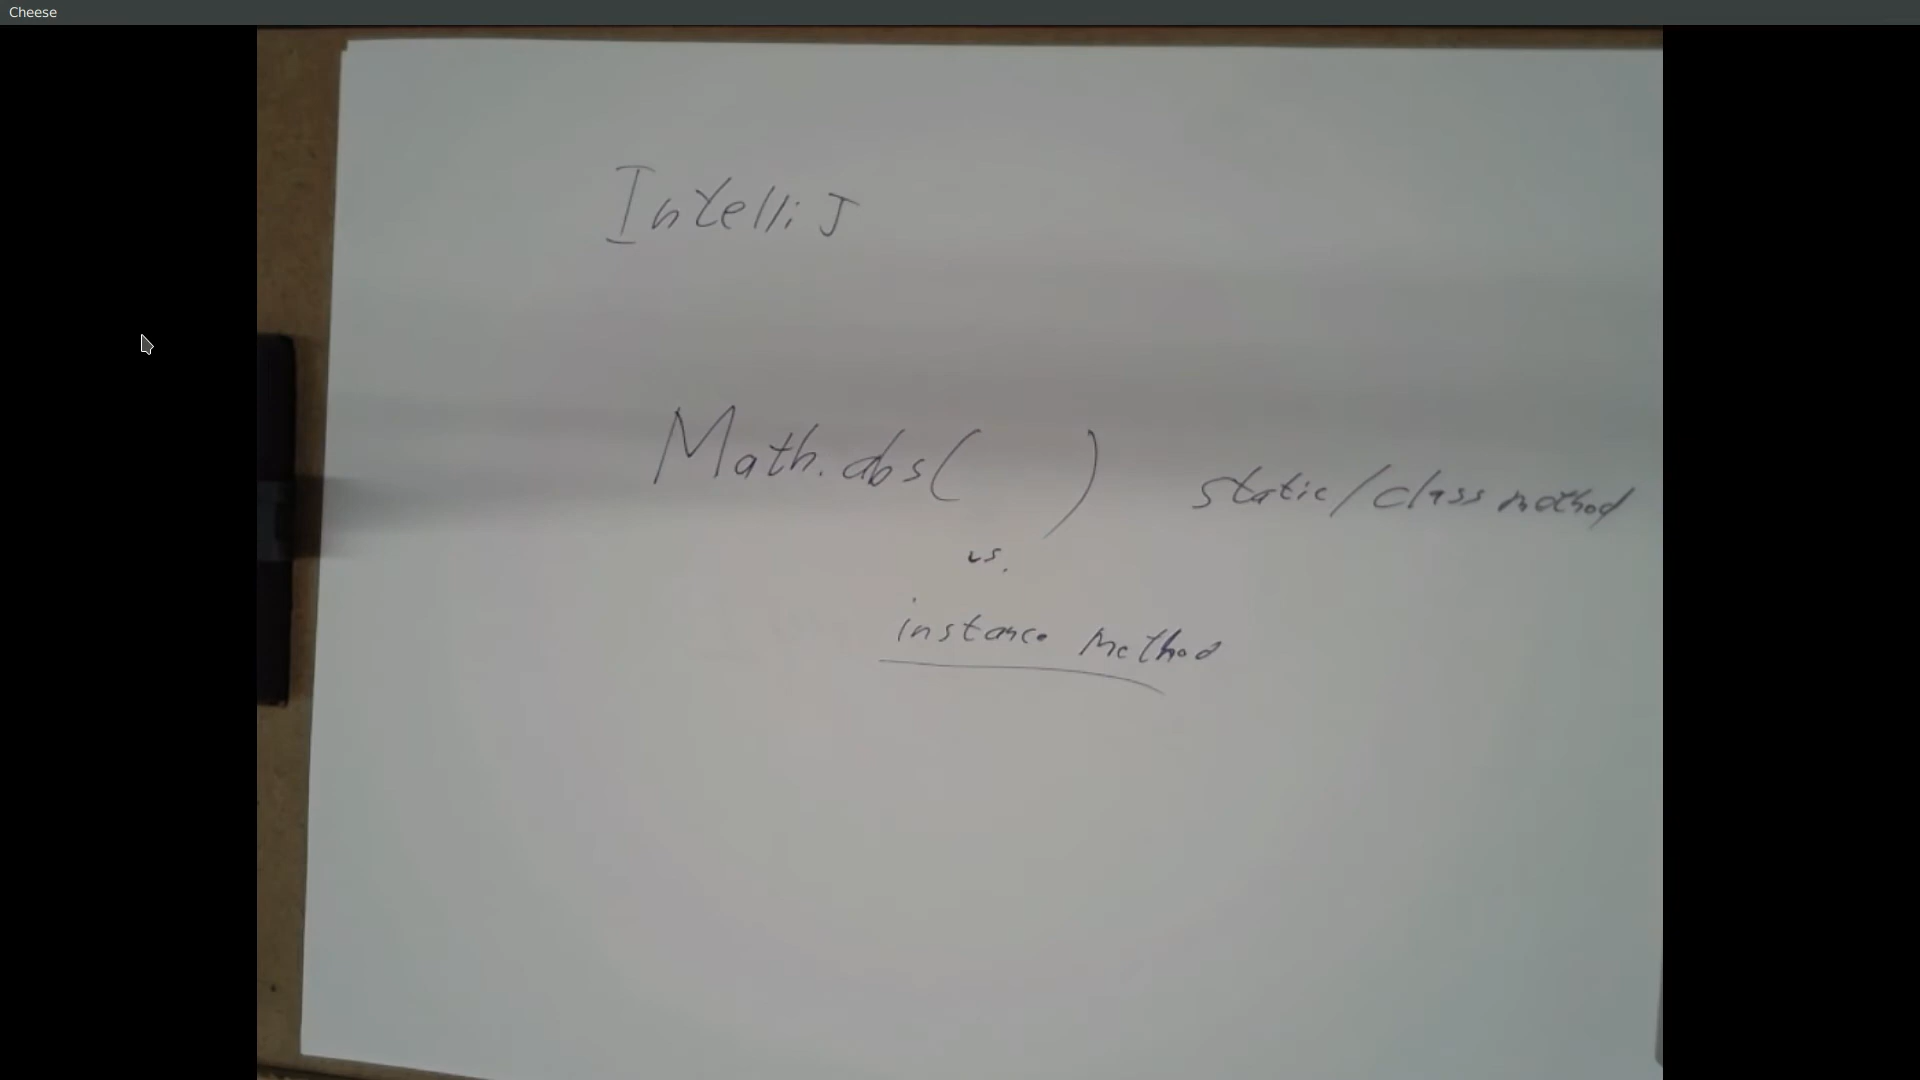 Cheese
IntelliJ
Math.abs( ) static/class method
vs.
instance method